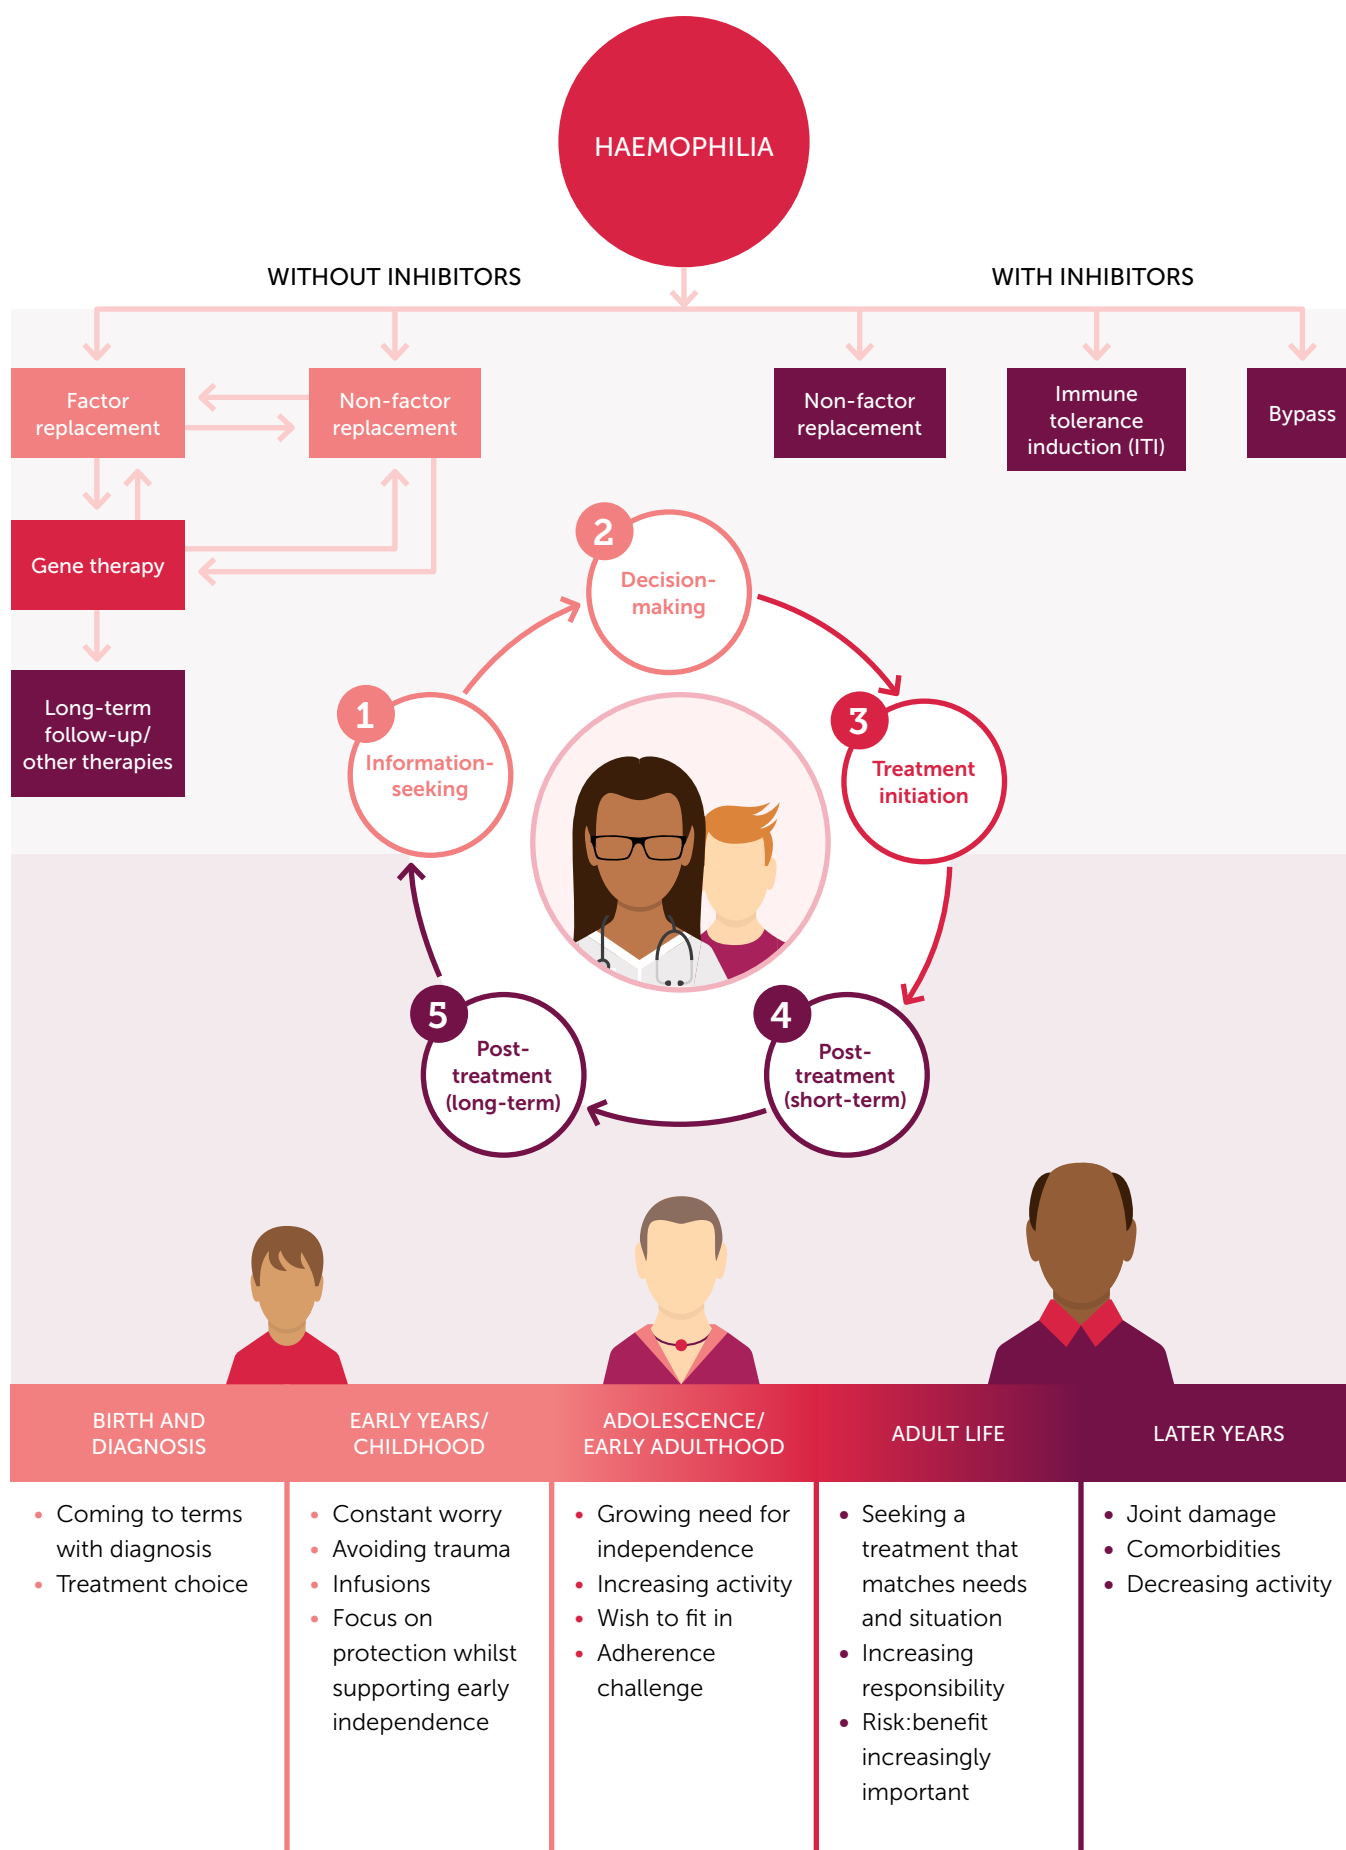 HAEMOPHILIA
WITHOUT INHIBITORS
WITH INHIBITORS
Factor
replacement
Non-factor
replacement
Non-factor
replacement
Immune
tolerance
induction (ITI)
Bypass
Gene therapy
Long-term
follow-up/
other therapies
1
Information-
seeking
2
Decision-
making
3
Treatment
initiation
4
Post-
treatment
(short-term)
5
Post-
treatment
(long-term)
BIRTH AND
DIAGNOSIS
• Coming to terms
with diagnosis
• Treatment choice
EARLY YEARS/
CHILDHOOD
• Constant worry
• Avoiding trauma
• Infusions
• Focus on
protection whilst
supporting early
independence
ADOLESCENCE/
EARLY ADULTHOOD
• Growing need for
independence
• Increasing activity
• Wish to fit in
• Adherence
challenge
ADULT LIFE
• Seeking a
treatment that
matches needs
and situation
• Increasing
responsibility
• Risk:benefit
increasingly
important
LATER YEARS
• Joint damage
• Comorbidities
• Decreasing activity